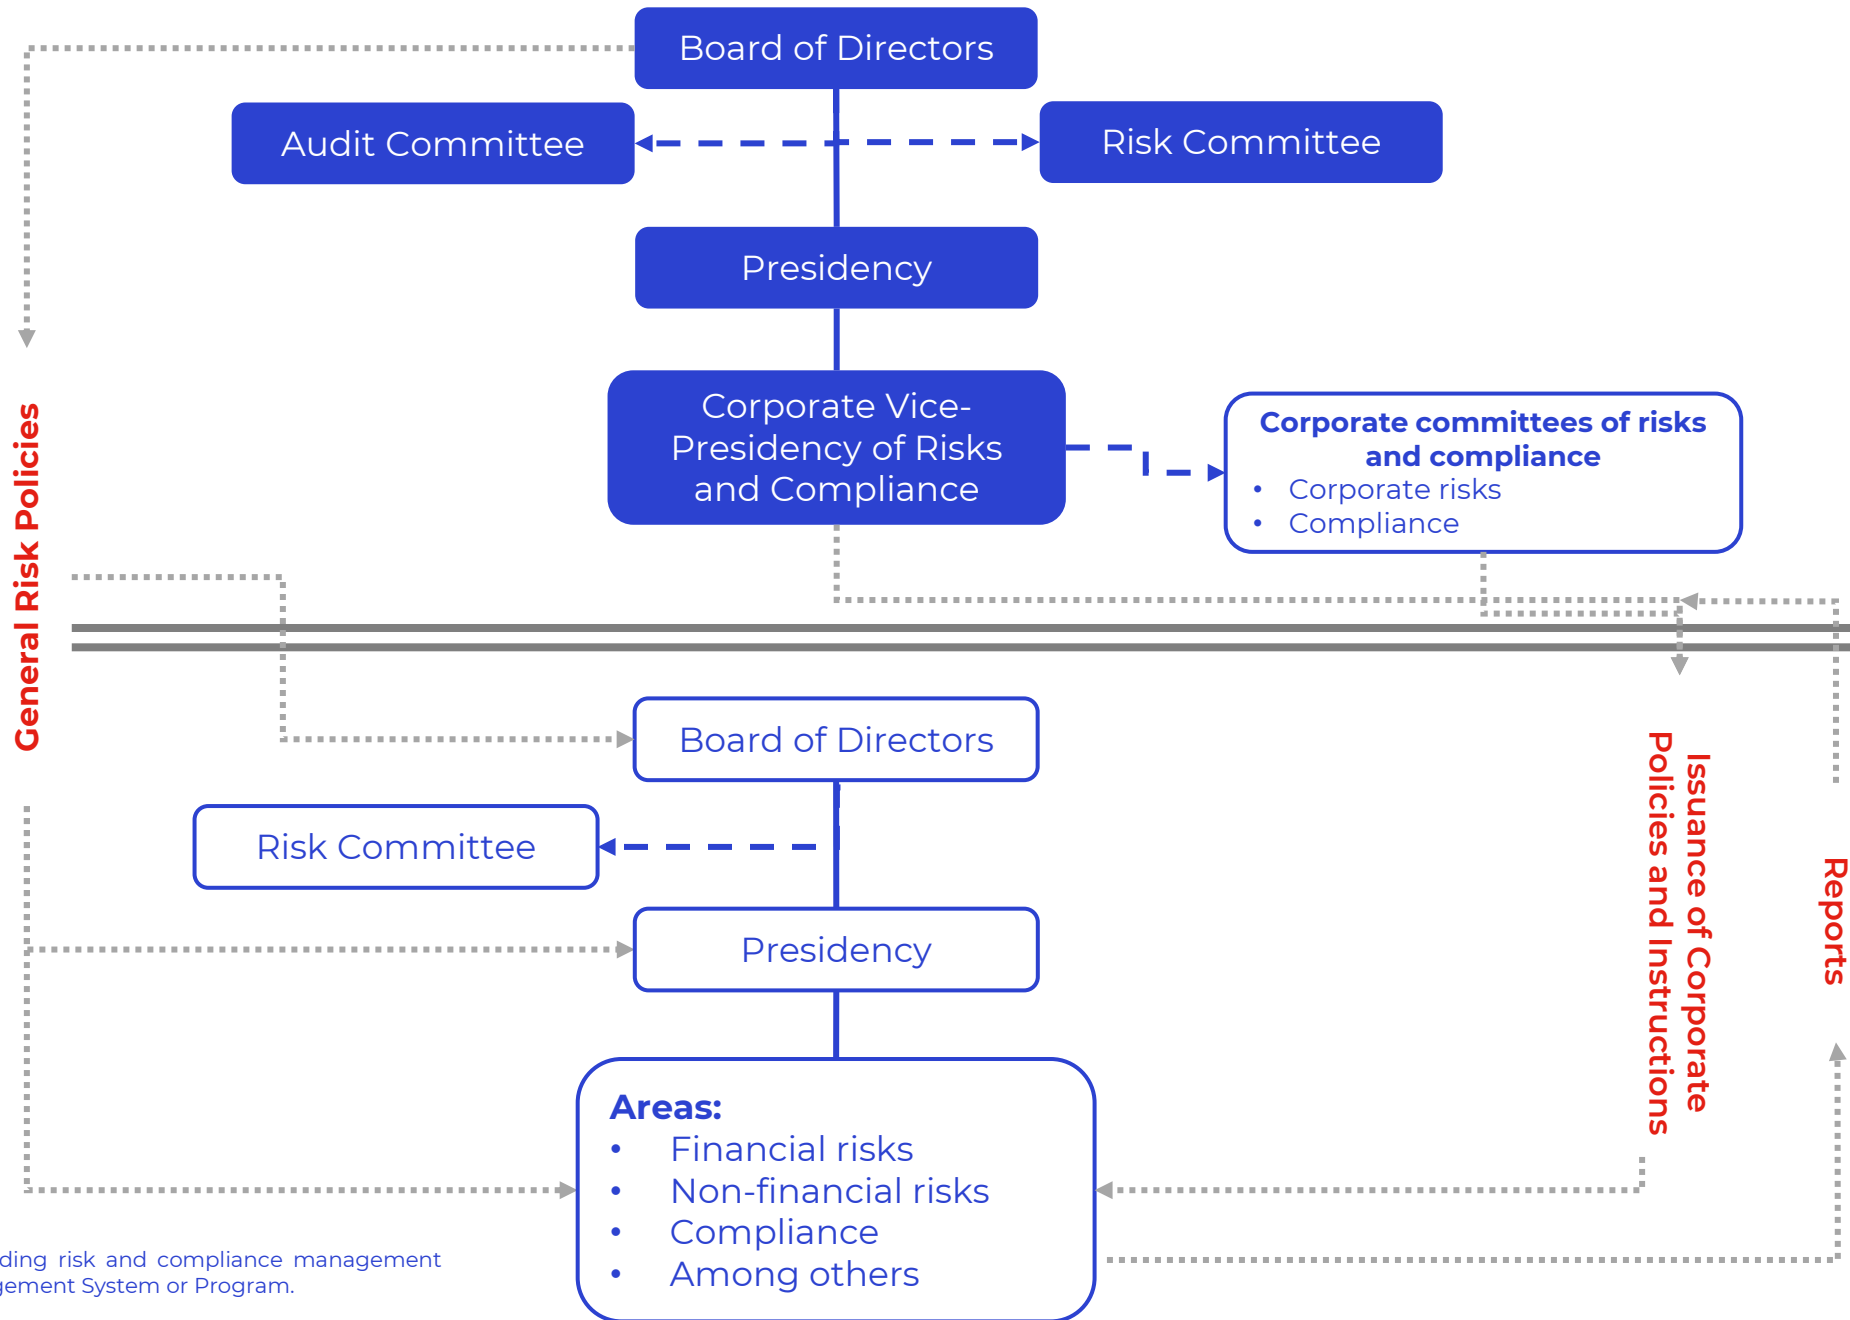 Board of Directors
Audit Committee
Risk Committee
Presidency
Corporate Vice-
Presidency of Risks
and Compliance
Corporate committees of risks
and compliance
• Corporate risks
• Compliance
General Risk Policies
Board of Directors
Risk Committee
Presidency
Areas:
• Financial risks
• Non-financial risks
• Compliance
• Among others
Issuance of Corporate
Policies and Instructions
Reports
risk and compliance management
System or Program.